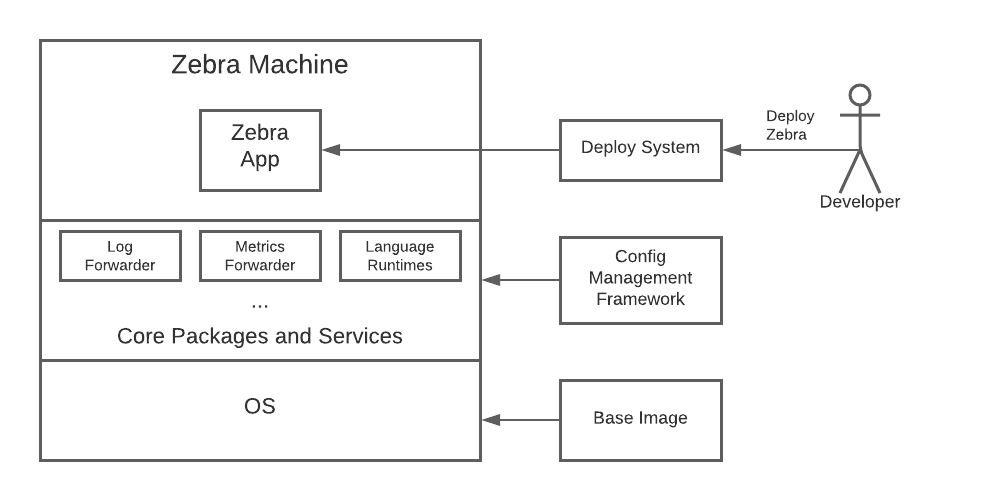 Zebra Machine
Zebra
App
Deploy System
Deploy
Zebra
Developer
Log
Forwarder
Metrics
Forwarder
Language
Runtimes
...
Core Packages and Services
Config
Management
Framework
OS
Base Image